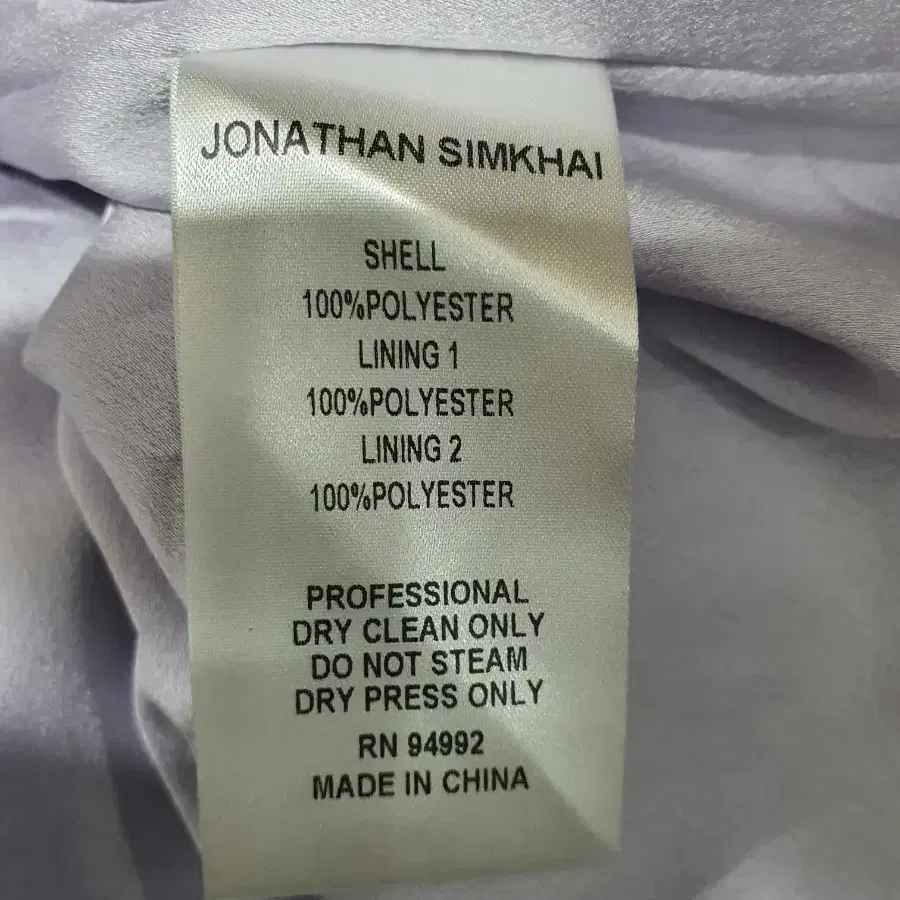 JONATHAN SIMKHAI
SHELL
100%POLYESTER
LINING 1
100%POLYESTER
LINING 2
100%POLYESTER
PROFESSIONAL
DRY CLEAN ONLY
DO NOT STEAM
DRY PRESS ONLY
RN 94992
MADE IN CHINA